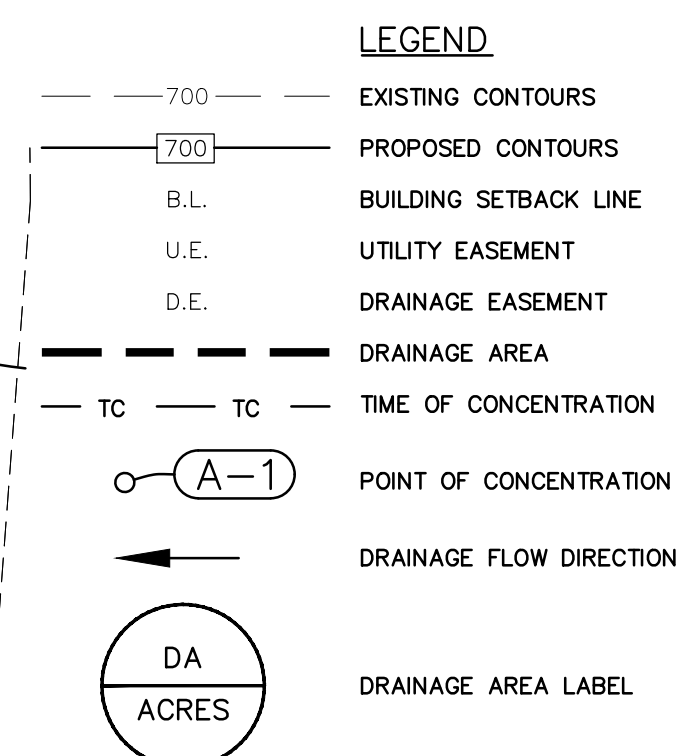 LEGEND
700 EXISTING CONTOURS
700 PROPOSED CONTOURS
B.L. BUILDING SETBACK LINE
U.E. UTILITY EASEMENT
D.E. DRAINAGE EASEMENT
DRAINAGE AREA
TC TC TIME OF CONCENTRATION
A-1 POINT OF CONCENTRATION
DRAINAGE FLOW DIRECTION
DA
ACRES
DRAINAGE AREA LABEL